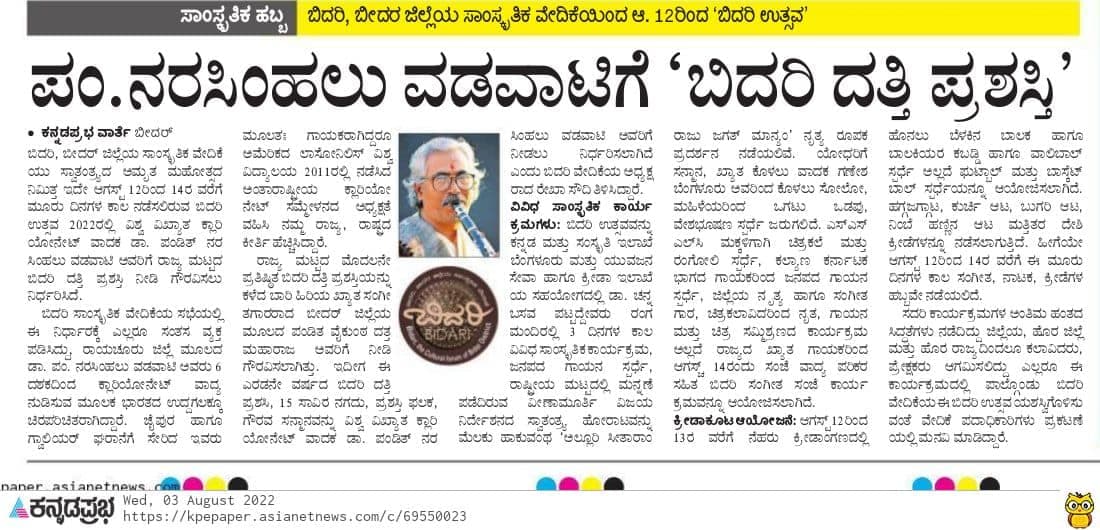 ಸಾಂಸ್ಕೃತಿಕ ಹಬ್ಬ
ಬಿದರಿ, ಬೀದರ ಜಿಲ್ಲೆಯ ಸಾಂಸ್ಕೃತಿಕ ವೇದಿಕೆಯಿಂದ ಆ. 12ರಿಂದ 'ಬಿದರಿ ಉತ್ಸವ'
ಪಂ.ನರಸಿಂಹಲು ವಡವಾಟಿಗೆ 'ಬಿದರಿ ದತ್ತಿ ಪ್ರಶಸ್ತಿ'
• ಕನ್ನಡಪ್ರಭ ವಾರ್ತೆ ಬೀದರ್
ಬಿದರಿ, ಬೀದರ್ ಜಿಲ್ಲೆಯ ಸಾಂಸ್ಕೃತಿಕ ವೇದಿಕೆ
ಯು ಸ್ವಾತಂತ್ರ್ಯದ ಅಮೃತ ಮಹೋತ್ಸವದ
ನಿಮಿತ್ತ ಇದೇ ಆಗಸ್ಟ್ 12ರಿಂದ 14ರ ವರೆಗೆ
ಮೂರು ದಿನಗಳ ಕಾಲ ನಡೆಸಲಿರುವ ಬಿದರಿ
ಉತ್ಸವ 2022ರಲ್ಲಿ ವಿಶ್ವ ವಿಖ್ಯಾತ ಕ್ಲಾರಿ
ಯೋನೆಟ್ ವಾದಕ ಡಾ. ಪಂಡಿತ್ ನರ
ಸಿಂಹಲು ವಡವಾಟಿ ಅವರಿಗೆ ರಾಜ್ಯ ಮಟ್ಟದ
ಬಿದರಿ ದತ್ತಿ ಪ್ರಶಸ್ತಿ ನೀಡಿ ಗೌರವಿಸಲು
ನಿರ್ಧರಿಸಿದೆ.
ಬಿದರಿ ಸಾಂಸ್ಕೃತಿಕ ವೇದಿಕೆಯ ಸಭೆಯಲ್ಲಿ
ಈ ನಿರ್ಧಾರಕ್ಕೆ ಎಲ್ಲರೂ ಸಂತಸ ವ್ಯಕ್ತ
ಪಡಿಸಿದ್ದು, ರಾಯಚೂರು ಜಿಲ್ಲೆ ಮೂಲದ
ಡಾ. ಪಂ. ನರಸಿಂಹಲು ವಡವಾಟಿ ಅವರು 6
ದಶಕದಿಂದ ಕ್ಲಾರಿಯೋನೆಟ್ ವಾದ್ಯ
ನುಡಿಸುವ ಮೂಲಕ ಭಾರತದ ಉದ್ದಗಲಕ್ಕೂ
ಚಿರಪರಿಚಿತರಾಗಿದ್ದಾರೆ. ಜೈಪುರ ಹಾಗೂ
ಗ್ವಾಲಿಯರ್ ಘರಾನೆಗೆ ಸೇರಿದ ಇವರು
ಮೂಲತಃ ಗಾಯಕರಾಗಿದ್ದರೂ
ಅಮೆರಿಕದ ಲಾಸೋನಿಲಿಸ್ ವಿಶ್ವ
ವಿದ್ಯಾಲಯ 2011ರಲ್ಲಿ ನಡೆಸಿದ
ಅಂತಾರಾಷ್ಟ್ರೀಯ ಕ್ಲಾರಿಯೋ
ನೇಟ್ ಸಮ್ಮೇಳನದ ಅಧ್ಯಕ್ಷತೆ
ವಹಿಸಿ ನಮ್ಮ ರಾಜ್ಯ, ರಾಷ್ಟ್ರದ
ಕೀರ್ತಿ ಹೆಚ್ಚಿಸಿದ್ದಾರೆ.
ರಾಜ್ಯ ಮಟ್ಟದ ಮೊದಲನೇ
ಪ್ರತಿಷ್ಠಿತ ಬಿದರಿ ದತ್ತಿ ಪ್ರಶಸ್ತಿಯನ್ನು
ಕಳೆದ ಬಾರಿ ಹಿರಿಯ ಖ್ಯಾತ ಸಂಗೀ
ತಗಾರರಾದ ಬೀದರ್ ಜಿಲ್ಲೆಯ
ಮೂಲದ ಪಂಡಿತ ವೈಕುಂಠ ದತ್ತ
ಮಹಾರಾಜ ಅವರಿಗೆ ನೀಡಿ
ಗೌರವಿಸಲಾಗಿತ್ತು. ಇದೀಗ ಈ
ಎರಡನೇ ವರ್ಷದ ಬಿದರಿ ದತ್ತಿ
ಪ್ರಶಸ್ತಿ, 15 ಸಾವಿರ ನಗದು, ಪ್ರಶಸ್ತಿ ಫಲಕ,
ಗೌರವ ಸನ್ಮಾನವನ್ನು ವಿಶ್ವ ವಿಖ್ಯಾತ ಕ್ಲಾರಿ
ಯೋನೆಟ್ ವಾದಕ ಡಾ. ಪಂಡಿತ್ ನರ
ಬಿದರಿ
BIDARI
ಸಿಂಹಲು ವಡವಾಟಿ ಅವರಿಗೆ
ನೀಡಲು ನಿರ್ಧರಿಸಲಾಗಿದೆ
ಎಂದು ಬಿದರಿ ವೇದಿಕೆಯ ಅಧ್ಯಕ್ಷ
ರಾದ ರೇಖಾ ಸೌದಿ ತಿಳಿಸಿದ್ದಾರೆ.
ವಿವಿಧ ಸಾಂಸ್ಕೃತಿಕ ಕಾರ್ಯ
ಕ್ರಮಗಳು: ಬಿದರಿ ಉತ್ಸವವನ್ನು
ಕನ್ನಡ ಮತ್ತು ಸಂಸ್ಕೃತಿ ಇಲಾಖೆ
ಬೆಂಗಳೂರು ಮತ್ತು ಯುವಜನ
ಸೇವಾ ಹಾಗೂ ಕ್ರೀಡಾ ಇಲಾಖೆ
ಯ ಸಹಯೋಗದಲ್ಲಿ ಡಾ. ಚನ್ನ
ಬಸವ ಪಟ್ಟದ್ದೇವರು ರಂಗ
ಮಂದಿರಲ್ಲಿ 3 ದಿನಗಳ ಕಾಲ
ವಿವಿಧ ಸಾಂಸ್ಕೃತಿಕ ಕಾರ್ಯಕ್ರಮ,
ಜನಪದ ಗಾಯನ ಸ್ಪರ್ಧೆ,
ರಾಷ್ಟ್ರೀಯ ಮಟ್ಟದಲ್ಲಿ ಮನ್ನಣೆ
ಪಡೆದಿರುವ ವೀಣಾಮೂರ್ತಿ ವಿಜಯ
ನಿರ್ದೇಶನದ ಸ್ವಾತಂತ್ರ್ಯ ಹೋರಾಟವನ್ನು
ಮೆಲಕು ಹಾಕುವಂಥ 'ಅಲ್ಲೂರಿ ಸೀತಾರಾಂ
ರಾಜು ಜಗತ್ ಮಾನ್ಯಂ' ನೃತ್ಯ ರೂಪಕ
ಪ್ರದರ್ಶನ ನಡೆಯಲಿವೆ. ಯೋಧರಿಗೆ
ಸನ್ಮಾನ, ಖ್ಯಾತ ಕೊಳಲು ವಾದಕ ಗಣೇಶ
ಬೆಂಗಳೂರು ಅವರಿಂದ ಕೊಳಲು ಸೋಲೋ,
ಮಹಿಳೆಯರಿಂದ ಒಗಟು ಒಡಪು,
ವೇಶಭೂಷಣ ಸ್ಪರ್ಧೆ ಜರುಗಲಿದೆ. ಎಸ್‌ಎಸ್
ಎಲ್‌ಸಿ ಮಕ್ಕಳಿಗಾಗಿ ಚಿತ್ರಕಲೆ ಮತ್ತು
ರಂಗೋಲಿ ಸ್ಪರ್ಧೆ, ಕಲ್ಯಾಣ ಕರ್ನಾಟಕ
ಭಾಗದ ಗಾಯಕರಿಂದ ಜನಪದ ಗಾಯನ
ಸ್ಪರ್ಧೆ, ಜಿಲ್ಲೆಯ ನೃತ್ಯ ಹಾಗೂ ಸಂಗೀತ
ಗಾರ, ಚಿತ್ರಕಲಾವಿದರಿಂದ ನೃತ, ಗಾಯನ
ಮತ್ತು ಚಿತ್ರ ಸಮ್ಮಿಶ್ರಣದ ಕಾರ್ಯಕ್ರಮ
ಅಲ್ಲದೆ ರಾಜ್ಯದ ಖ್ಯಾತ ಗಾಯಕರಿಂದ
ಆಗಸ್ಟ್ 14ರಂದು ಸಂಜೆ ವಾದ್ಯ ಪರಿಕರ
ಸಹಿತ ಬಿದರಿ ಸಂಗೀತ ಸಂಜೆ ಕಾರ್ಯ
ಕ್ರಮವನ್ನೂ ಆಯೋಜಿಸಲಾಗಿದೆ.
ಕ್ರೀಡಾಕೂಟ ಆಯೋಜನೆ: ಆಗಸ್ಟ್ 12ರಿಂದ
13ರ ವರೆಗೆ ನೆಹರು ಕ್ರೀಡಾಂಗಣದಲ್ಲಿ
ಹೊನಲು ಬೆಳಕಿನ ಬಾಲಕ ಹಾಗೂ
ಬಾಲಕಿಯರ ಕಬಡ್ಡಿ ಹಾಗೂ ವಾಲಿಬಾಲ್
ಸ್ಪರ್ಧೆ ಅಲ್ಲದೆ ಫುಟ್ಬಾಲ್ ಮತ್ತು ಬಾಸ್ಕೆಟ್
ಬಾಲ್ ಸ್ಪರ್ಧೆಯನ್ನೂ ಆಯೋಜಿಸಲಾಗಿದೆ.
ಹಗ್ಗಜಗ್ಗಾಟ, ಕುರ್ಚಿ ಆಟ, ಬುಗರಿ ಆಟ,
ನಿಂಬೆ ಹಣ್ಣಿನ ಆಟ ಮತ್ತಿತರ ದೇಶಿ
ಕ್ರೀಡೆಗಳನ್ನೂ ನಡೆಸಲಾಗುತ್ತಿದೆ. ಹೀಗೆಯೇ
ಆಗಸ್ಟ್ 12ರಿಂದ 14ರ ವರೆಗೆ ಈ ಮೂರು
ದಿನಗಳ ಕಾಲ ಸಂಗೀತ, ನಾಟಕ, ಕ್ರೀಡೆಗಳ
ಹಬ್ಬವೇ ನಡೆಯಲಿದೆ.
ಸದರಿ ಕಾರ್ಯಕ್ರಮಗಳ ಅಂತಿಮ ಹಂತದ
ಸಿದ್ಧತೆಗಳು ನಡೆದಿದ್ದು ಜಿಲ್ಲೆಯ, ಹೊರ ಜಿಲ್ಲೆ
ಮತ್ತು ಹೊರ ರಾಜ್ಯದಿಂದಲೂ ಕಲಾವಿದರು,
ಪ್ರೇಕ್ಷಕರು ಆಗಮಿಸಲಿದ್ದು ಎಲ್ಲರೂ ಈ
ಕಾರ್ಯಕ್ರಮದಲ್ಲಿ ಪಾಲ್ಗೊಂಡು ಬಿದರಿ
ವೇದಿಕೆಯ ಈ ಬಿದರಿ ಉತ್ಸವ ಯಶಸ್ವಿಗೊಳಿಸು
ವಂತೆ ವೇದಿಕೆ ಪದಾಧಿಕಾರಿಗಳು ಪ್ರಕಟಣೆ
ಯಲ್ಲಿ ಮನವಿ ಮಾಡಿದ್ದಾರೆ.
paper.asianetnews.com
ಕನ್ನಡಪ್ರಭ
Wed, 03 August 2022
https://kpepaper.asianetnews.com/c/69550023